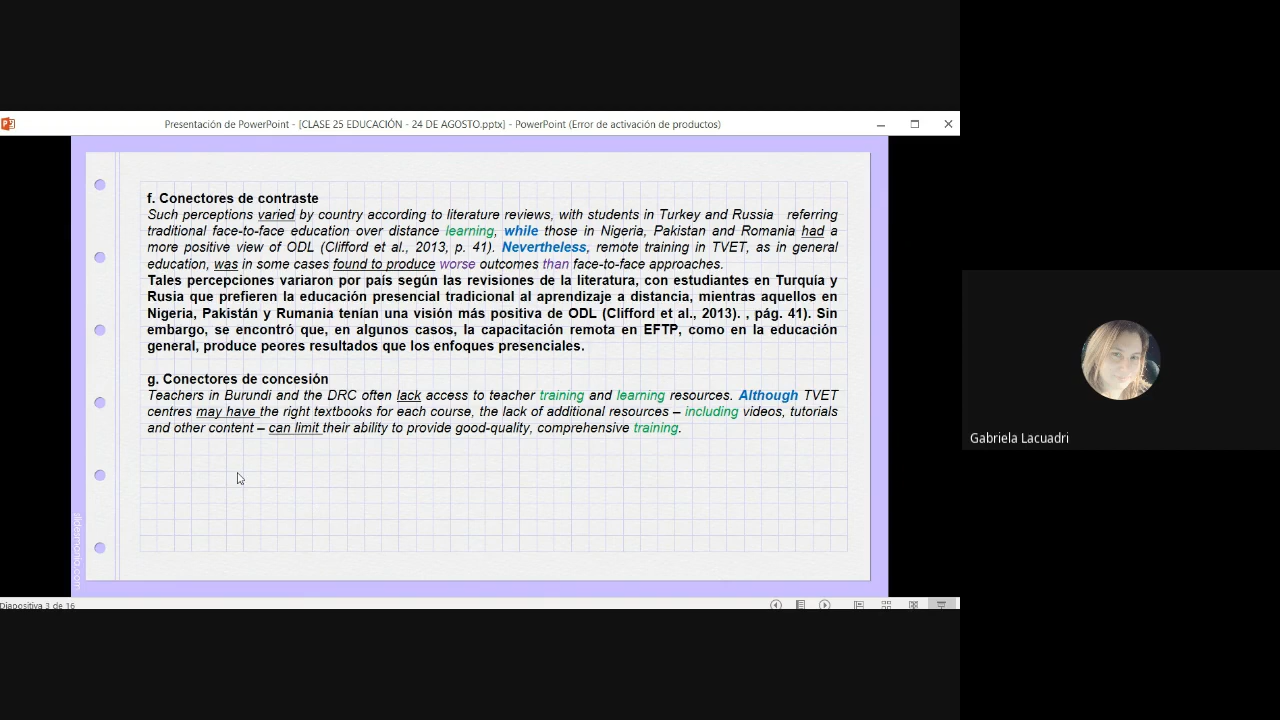 Presentación de PowerPoint - [CLASE 25 EDUCACIÓN - 24 DE AGOSTO.pptx] - PowerPoint (Error de activación de productos)
f. Conectores de contraste
Such perceptions varied by country according to literature reviews, with students in Turkey and Russia referring
traditional face-to-face education over distance learning, while those in Nigeria, Pakistan and Romania had a
more positive view of ODL (Clifford et al., 2013, p. 41). Nevertheless, remote training in TVET, as in general
education, was in some cases found to produce worse outcomes than face-to-face approaches.
Tales percepciones variaron por país según las revisiones de la literatura, con estudiantes en Turquía y
Rusia que prefieren la educación presencial tradicional al aprendizaje a distancia, mientras aquellos en
Nigeria, Pakistán y Rumania tenían una visión más positiva de ODL (Clifford et al., 2013). , pág. 41). Sin
embargo, se encontró que, en algunos casos, la capacitación remota en EFTP, como en la educación
general, produce peores resultados que los enfoques presenciales.
g. Conectores de concesión
Teachers in Burundi and the DRC often lack access to teacher training and learning resources. Although TVET
centres may have the right textbooks for each course, the lack of additional resources – including videos, tutorials
and other content – can limit their ability to provide good-quality, comprehensive training.
slidesmania.com
Diapositiva 3 de 16
Gabriela Lacuadri